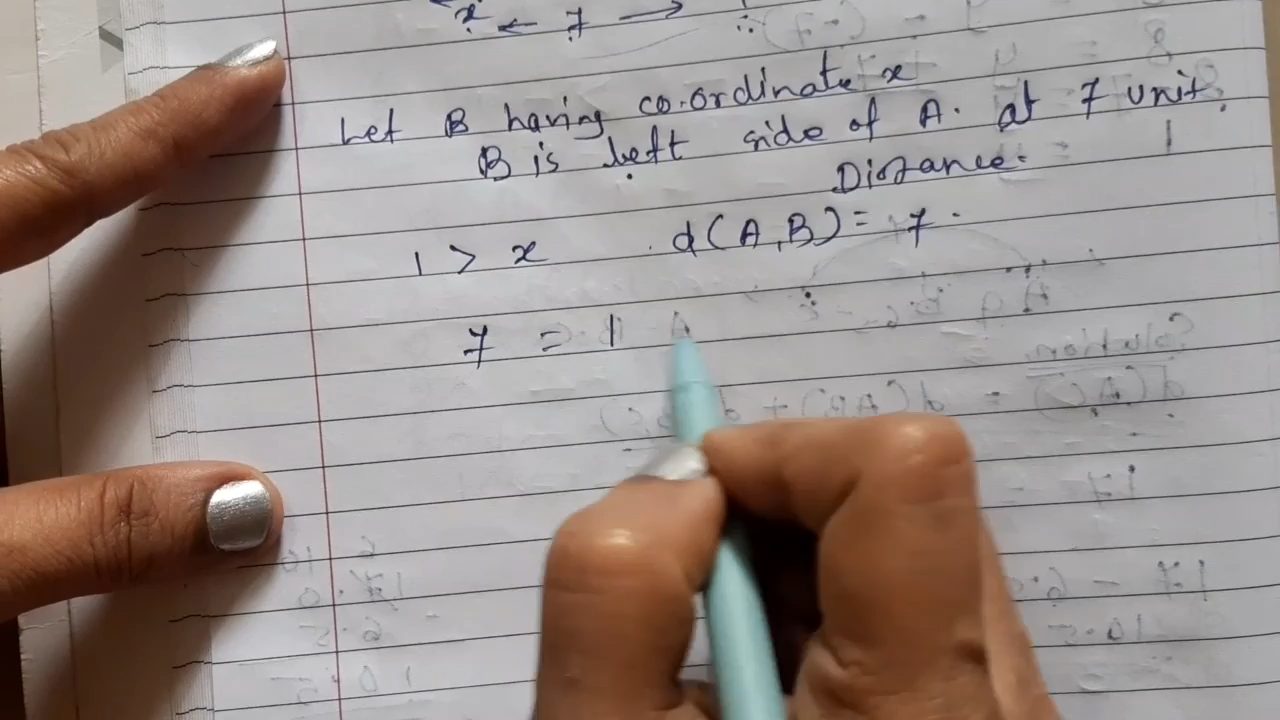 x ← 7 →
Let B having co.ordinate x
B is left side of A. at 7 unit.
Distance.
1 > x d(A,B) = 7.
7 = 1